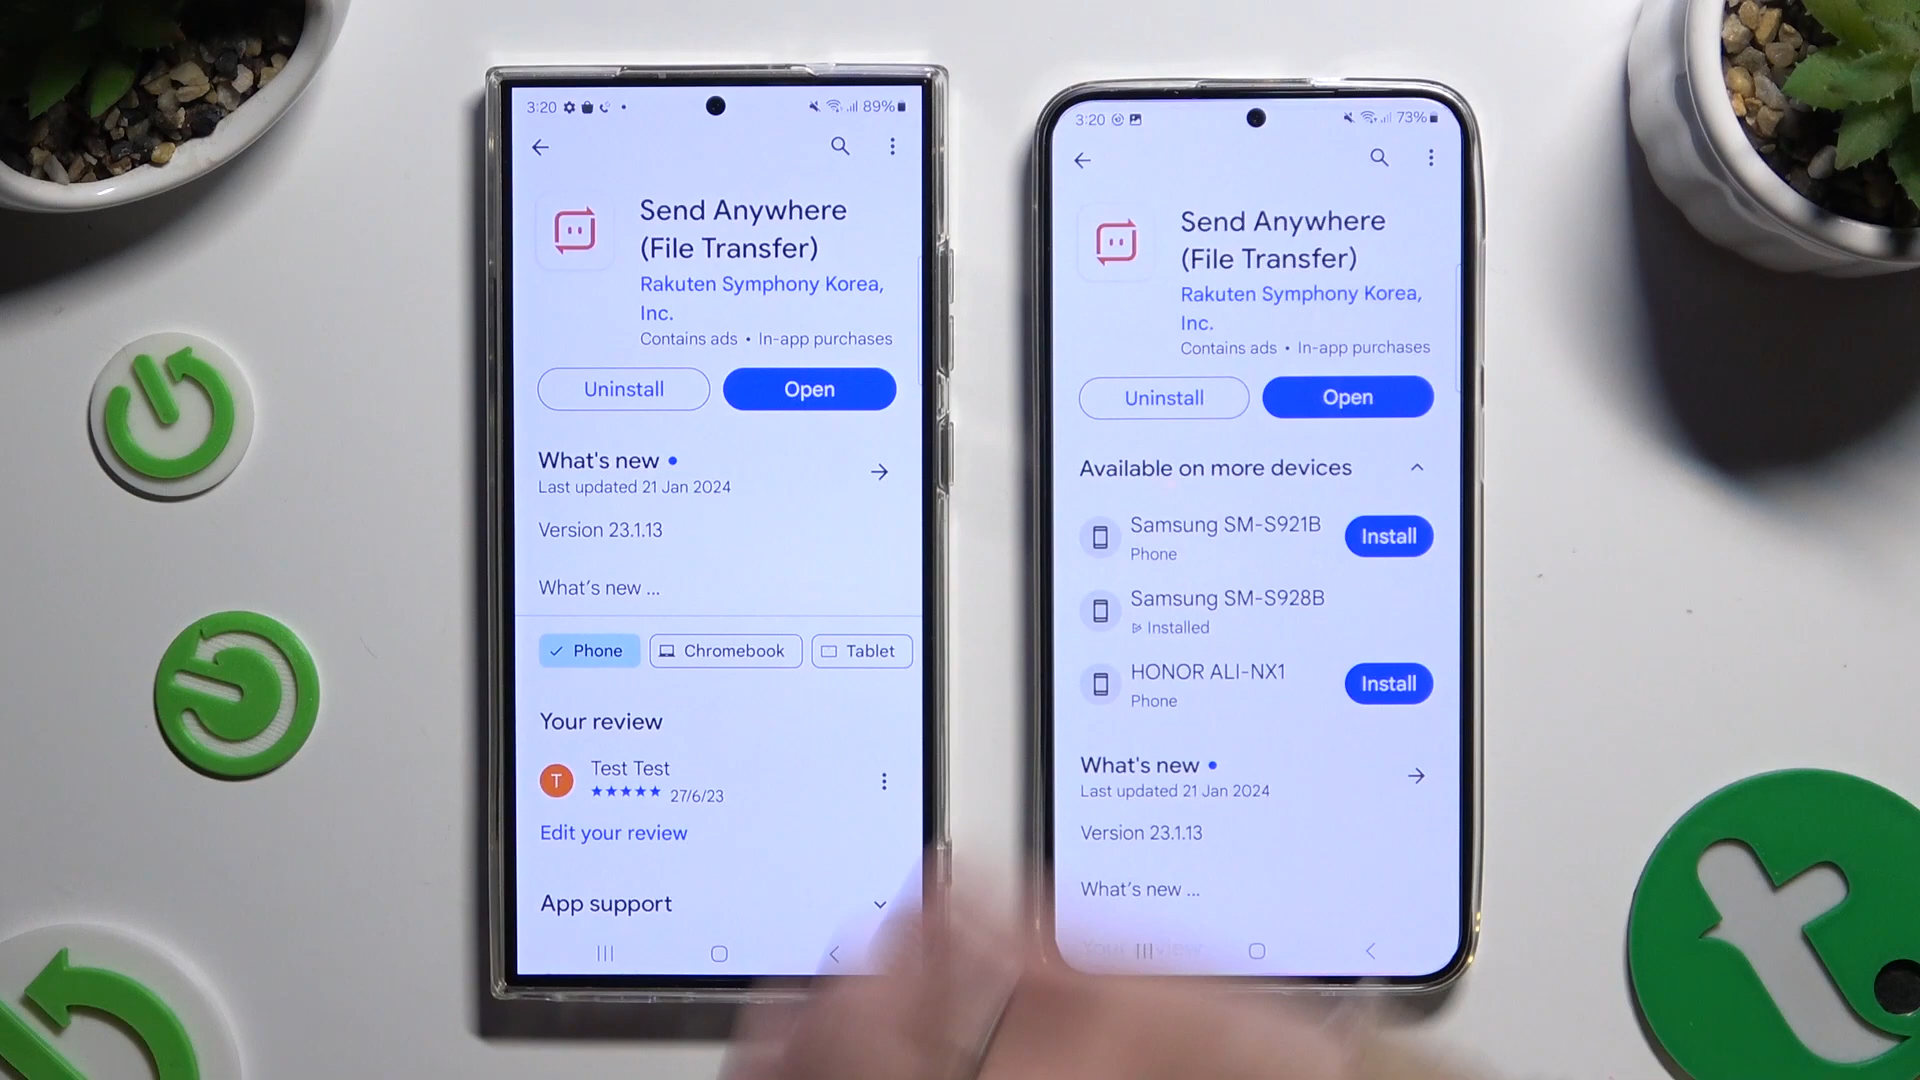 3:20
89%
Send Anywhere
(File Transfer)
Rakuten Symphony Korea,
Inc.
Contains ads • In-app purchases
Uninstall
Open
What's new •
Last updated 21 Jan 2024
Version 23.1.13
What's new ...
Phone
Chromebook
Tablet
Your review
T
Test Test
★★★★★ 27/6/23
Edit your review
App support
3:20
73%
Send Anywhere
(File Transfer)
Rakuten Symphony Korea,
Inc.
Contains ads • In-app purchases
Uninstall
Open
Available on more devices
Samsung SM-S921B
Phone
Install
Samsung SM-S928B
Installed
HONOR ALI-NX1
Phone
Install
What's new •
Last updated 21 Jan 2024
Version 23.1.13
What's new ...
Your review